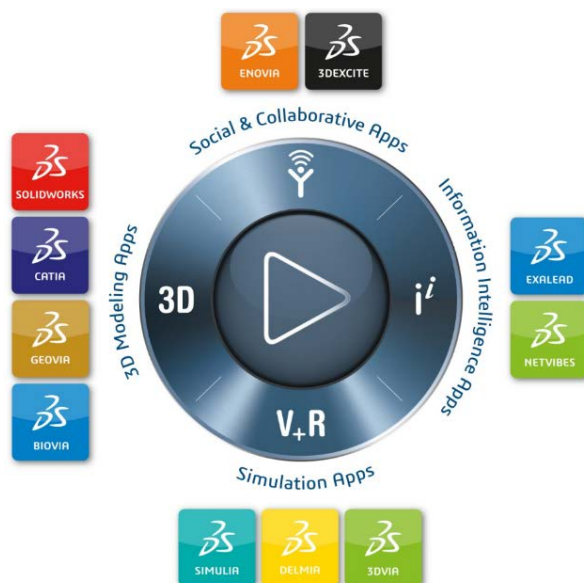 ENOVIA
3DEXCITE
Social & Collaborative Apps
SOLIDWORKS
CATIA
GEOVIA
BIOVIA
3D Modeling Apps
3D
i i
Information Intelligence Apps
EXALEAD
NETVIBES
V+R
Simulation Apps
SIMULIA
DELMIA
3DVIA